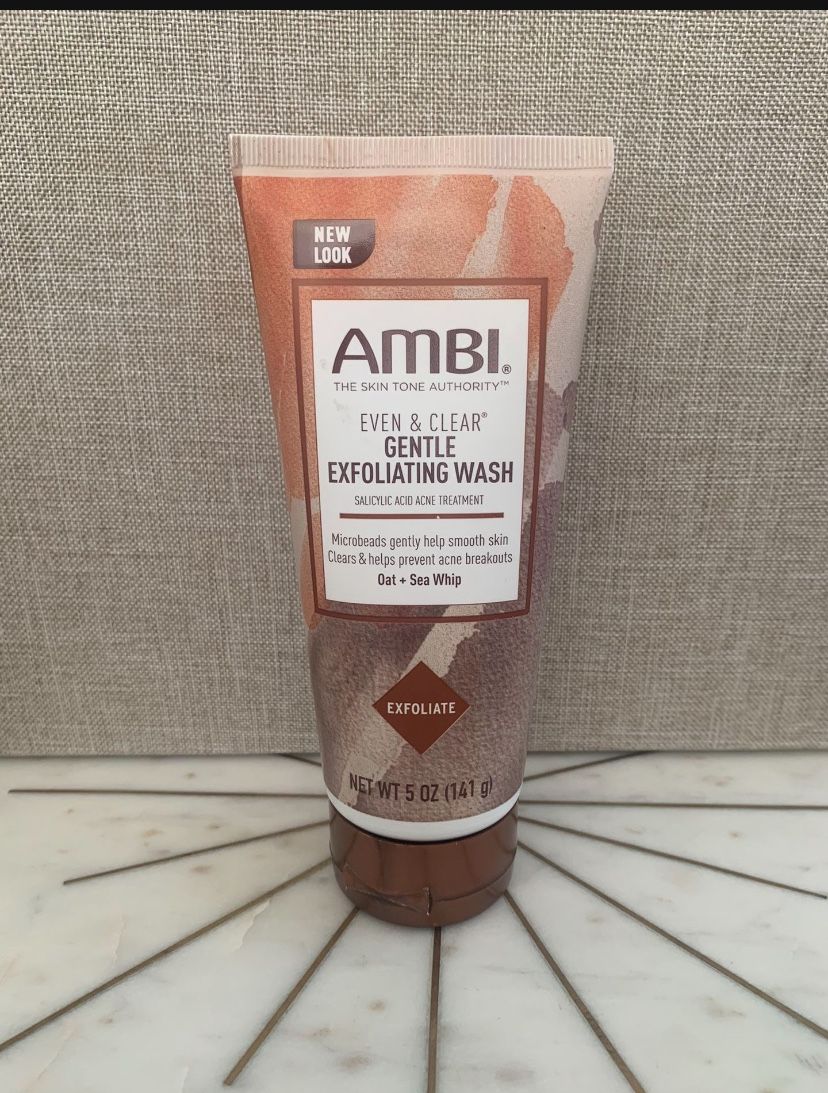 NEW
LOOK
AMBI®
THE SKIN TONE AUTHORITY™
EVEN & CLEAR®
GENTLE
EXFOLIATING WASH
SALICYLIC ACID ACNE TREATMENT
Microbeads gently help smooth skin
Clears & helps prevent acne breakouts
Oat + Sea Whip
EXFOLIATE
NET WT 5 OZ (141 g)